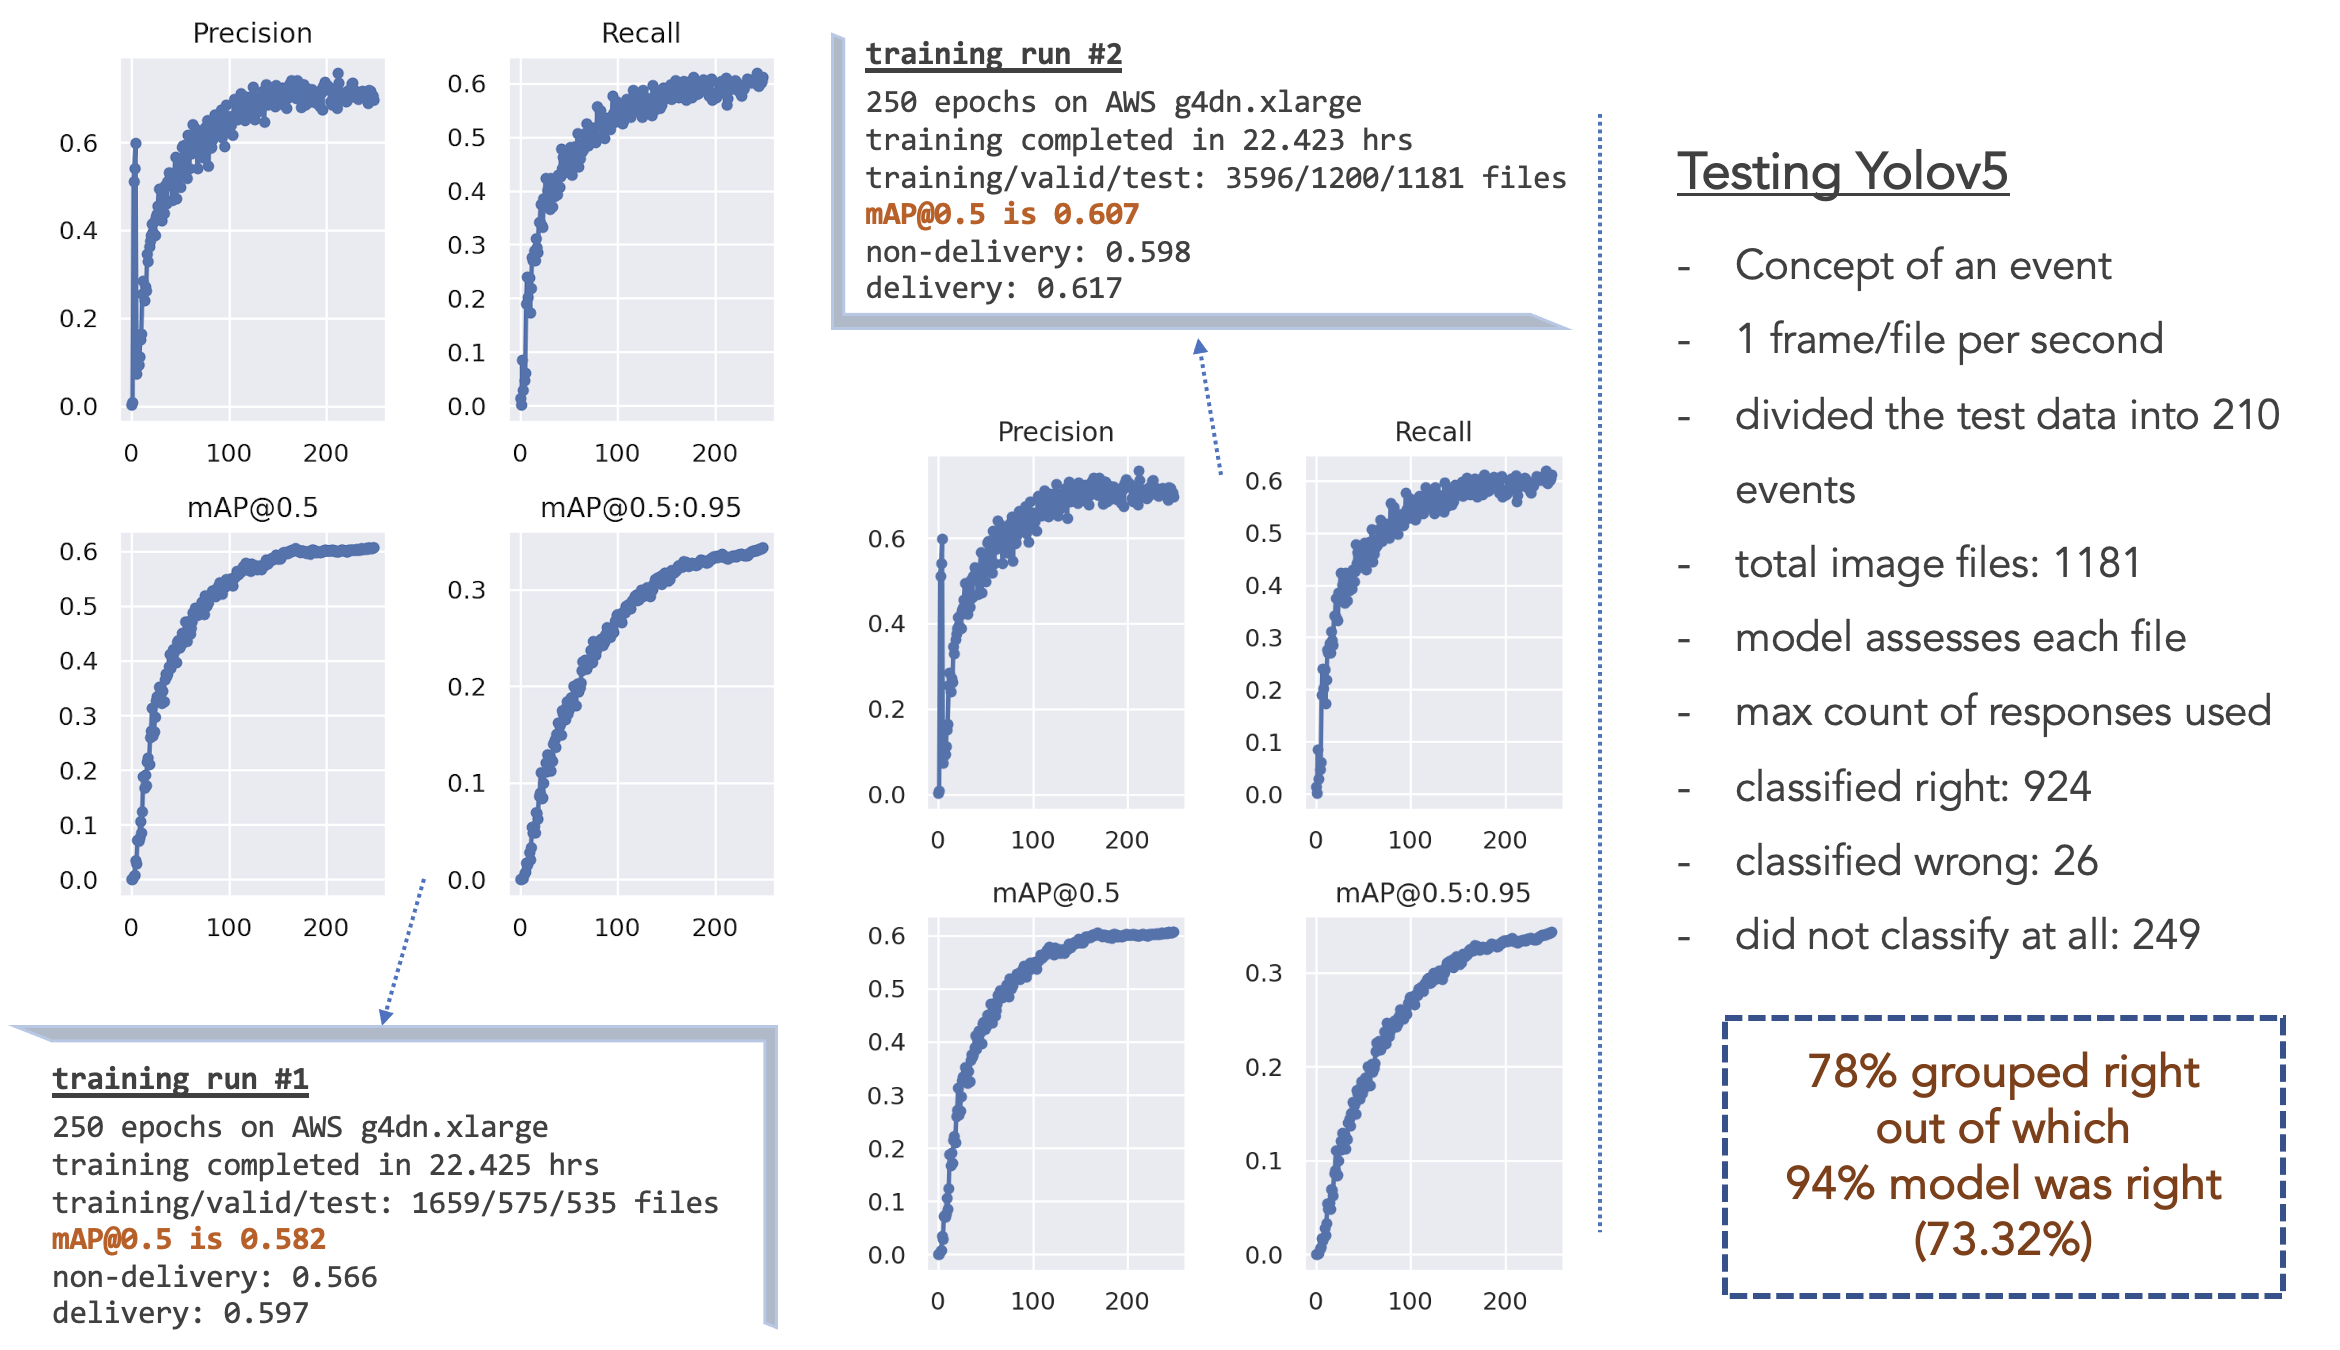 Precision
0.6
0.4
0.2
0.0
0 100 200
Recall
0.6
0.5
0.4
0.3
0.2
0.1
0.0
0 100 200
mAP@0.5
0.6
0.5
0.4
0.3
0.2
0.1
0.0
0 100 200
mAP@0.5:0.95
0.3
0.2
0.1
0.0
0 100 200
training run #1
250 epochs on AWS g4dn.xlarge
training completed in 22.425 hrs
training/valid/test: 1659/575/535 files
mAP@0.5 is 0.582
non-delivery: 0.566
delivery: 0.597
training run #2
250 epochs on AWS g4dn.xlarge
training completed in 22.423 hrs
training/valid/test: 3596/1200/1181 files
mAP@0.5 is 0.607
non-delivery: 0.598
delivery: 0.617
Precision
0.6
0.4
0.2
0.0
0 100 200
Recall
0.6
0.5
0.4
0.3
0.2
0.1
0.0
0 100 200
mAP@0.5
0.6
0.5
0.4
0.3
0.2
0.1
0.0
0 100 200
mAP@0.5:0.95
0.3
0.2
0.1
0.0
0 100 200
Testing Yolov5
- Concept of an event
- 1 frame/file per second
- divided the test data into 210
events
- total image files: 1181
- model assesses each file
- max count of responses used
- classified right: 924
- classified wrong: 26
- did not classify at all: 249
78% grouped right
out of which
94% model was right
(73.32%)